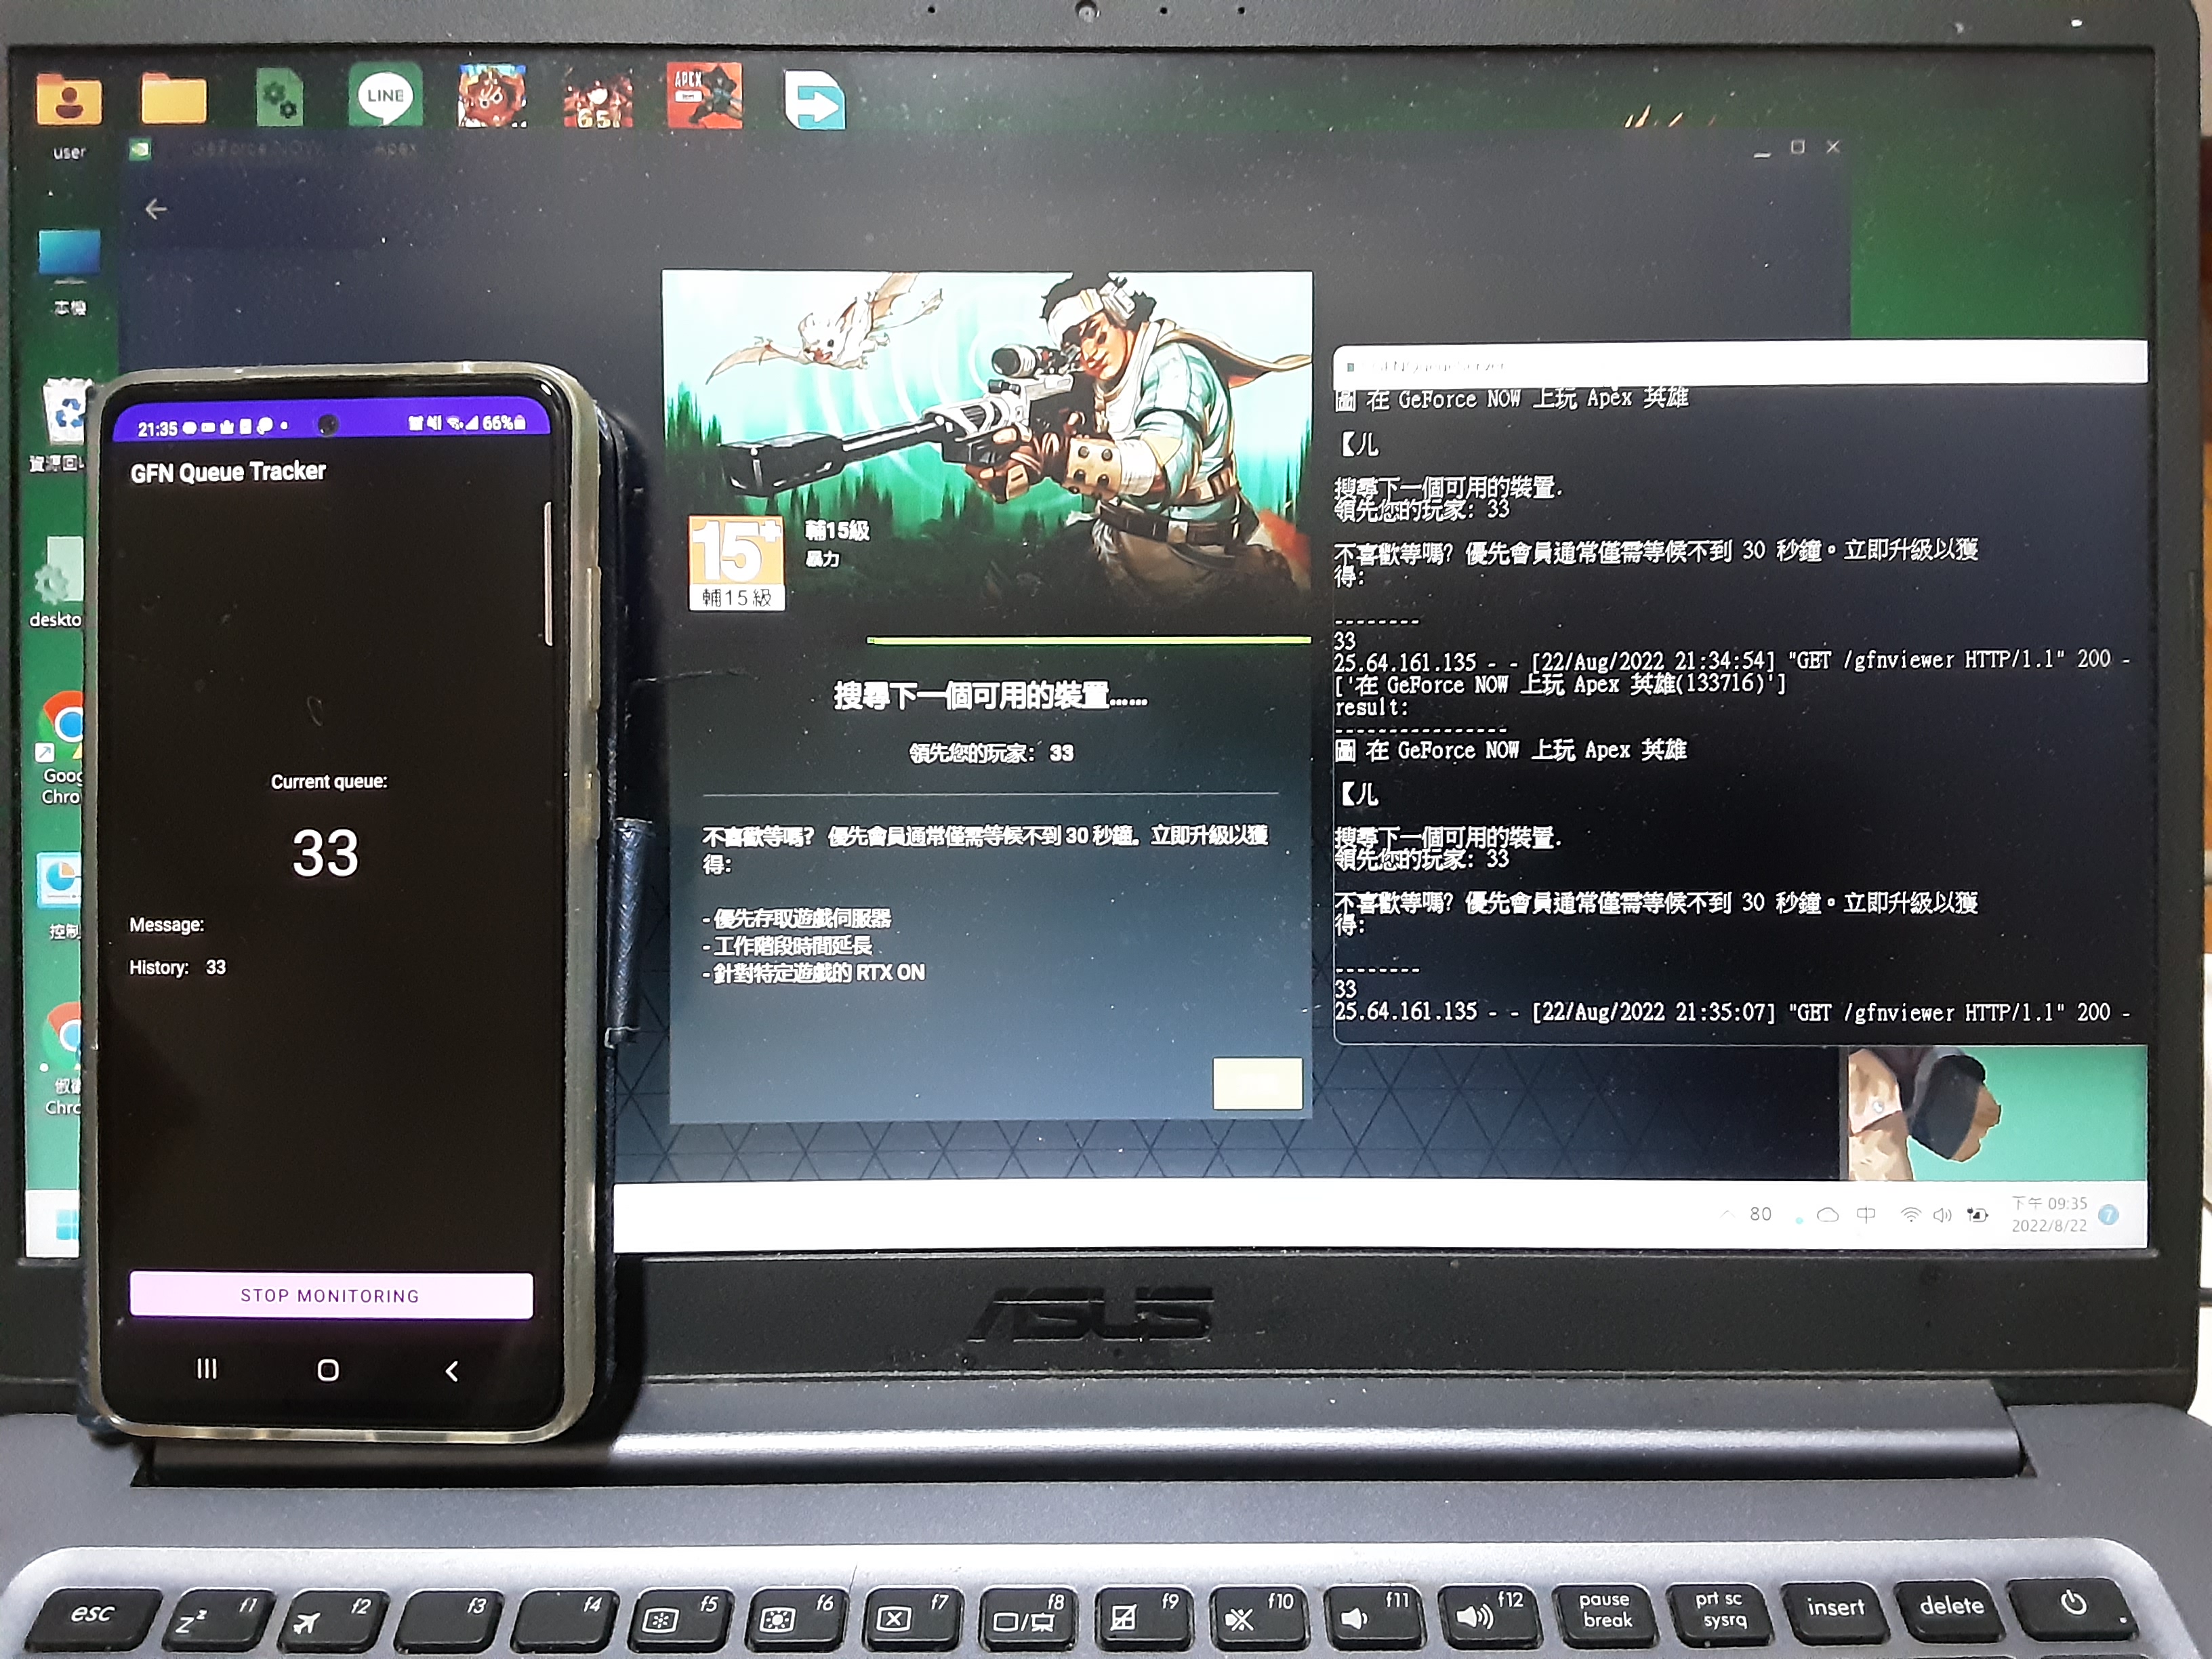 LINE
APEX
user
GeForce NOW
Apex
本機
資源回
deskto
Goog
Chro
控制
Chro
21:35
66%
GFN Queue Tracker
Current queue:
33
Message:
History: 33
STOP MONITORING
15+
輔15級
輔15級
暴力
搜尋下一個可用的裝置......
領先您的玩家: 33
不喜歡等嗎? 優先會員通常僅需等候不到 30 秒鐘。立即升級以獲
得:
- 優先存取遊戲伺服器
- 工作階段時間延長
- 針對特定遊戲的 RTX ON
GFNQueueServer
圖 在 GeForce NOW 上玩 Apex 英雄
【儿
搜尋下一個可用的裝置.
領先您的玩家: 33
不喜歡等嗎? 優先會員通常僅需等候不到 30 秒鐘。立即升級以獲
得:
--------
33
25.64.161.135 - - [22/Aug/2022 21:34:54] "GET /gfnviewer HTTP/1.1" 200 -
['在 GeForce NOW 上玩 Apex 英雄(133716)']
result:
----------------
圖 在 GeForce NOW 上玩 Apex 英雄
【儿
搜尋下一個可用的裝置.
領先您的玩家: 33
不喜歡等嗎? 優先會員通常僅需等候不到 30 秒鐘。立即升級以獲
得:
--------
33
25.64.161.135 - - [22/Aug/2022 21:35:07] "GET /gfnviewer HTTP/1.1" 200 -
80
中
下午 09:35
2022/8/22
7
ASUS
esc
Zzz f1
f2
f3
f4
f5
f6
f7
f8
f9
f10
f11
f12
pause
break
prt sc
sysrq
insert
delete